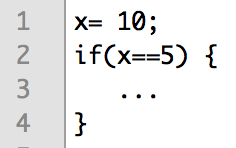 1 x= 10;
2 if(x==5) {
3 ...
4 }